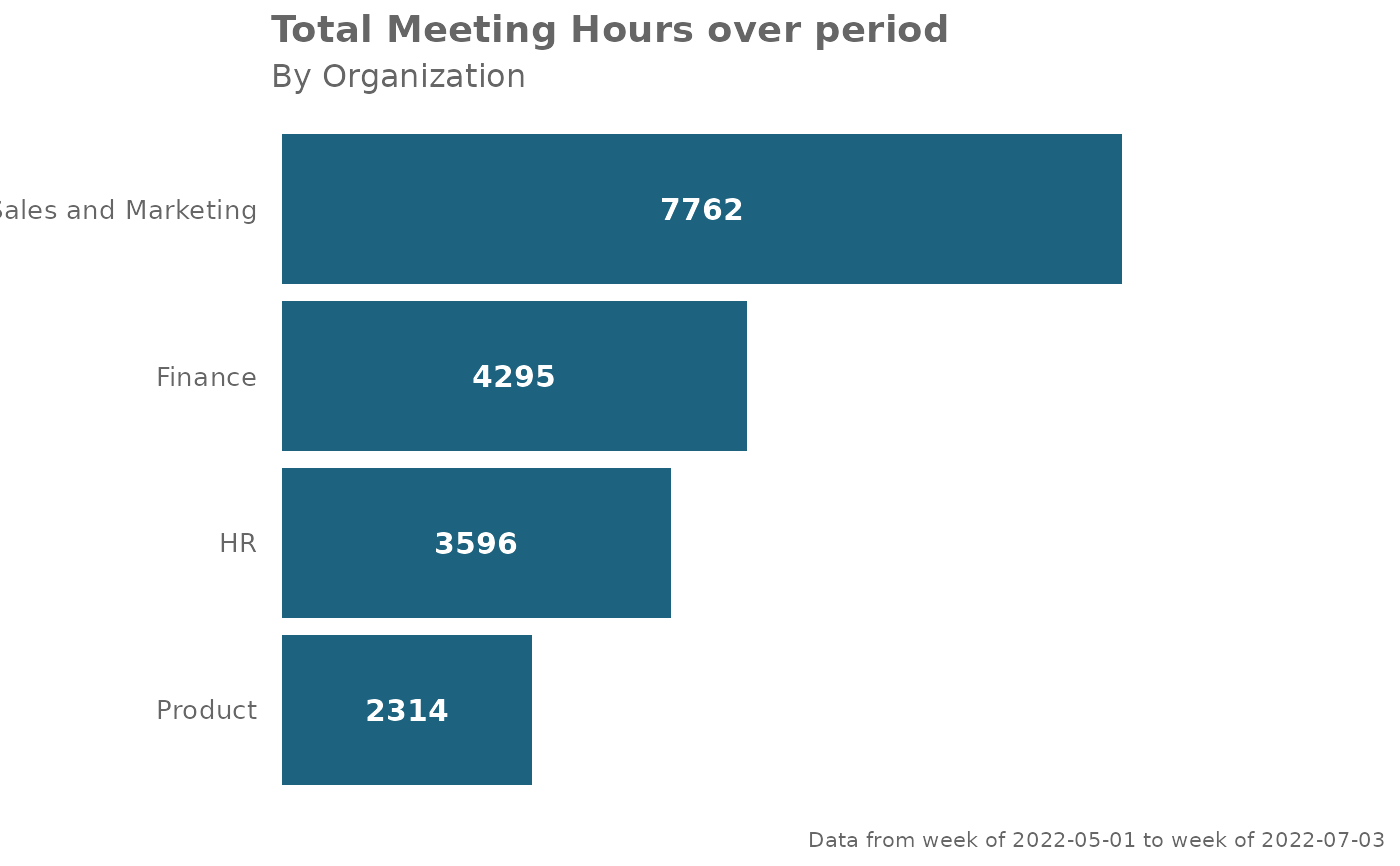 Total Meeting Hours over period
By Organization
Sales and Marketing
7762
Finance
4295
HR
3596
Product
2314
Data from week of 2022-05-01 to week of 2022-07-03